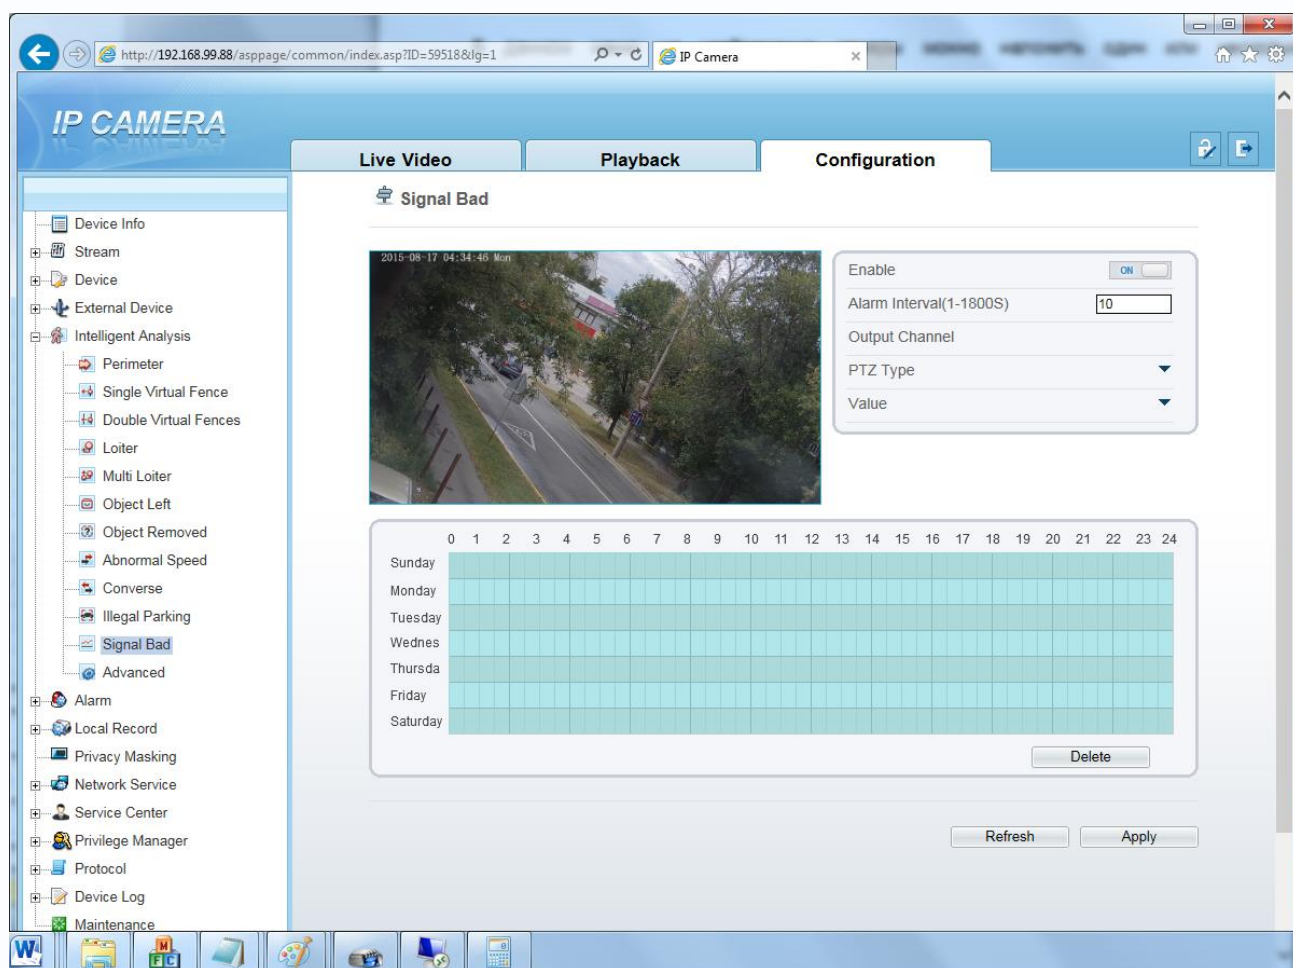 http://192.168.99.88/asppage/common/index.asp?ID=59518&lg=1
IP Camera
IP CAMERA
Live Video
Playback
Configuration
Signal Bad
Device Info
Stream
Device
External Device
Intelligent Analysis
Perimeter
Single Virtual Fence
Double Virtual Fences
Loiter
Multi Loiter
Object Left
Object Removed
Abnormal Speed
Converse
Illegal Parking
Signal Bad
Advanced
Alarm
Local Record
Privacy Masking
Network Service
Service Center
Privilege Manager
Protocol
Device Log
Maintenance
2015-08-17 04:34:46 Mon
Enable ON
Alarm Interval(1-1800S) 10
Output Channel
PTZ Type
Value
0 1 2 3 4 5 6 7 8 9 10 11 12 13 14 15 16 17 18 19 20 21 22 23 24
Sunday
Monday
Tuesday
Wednes
Thursda
Friday
Saturday
Delete
Refresh Apply